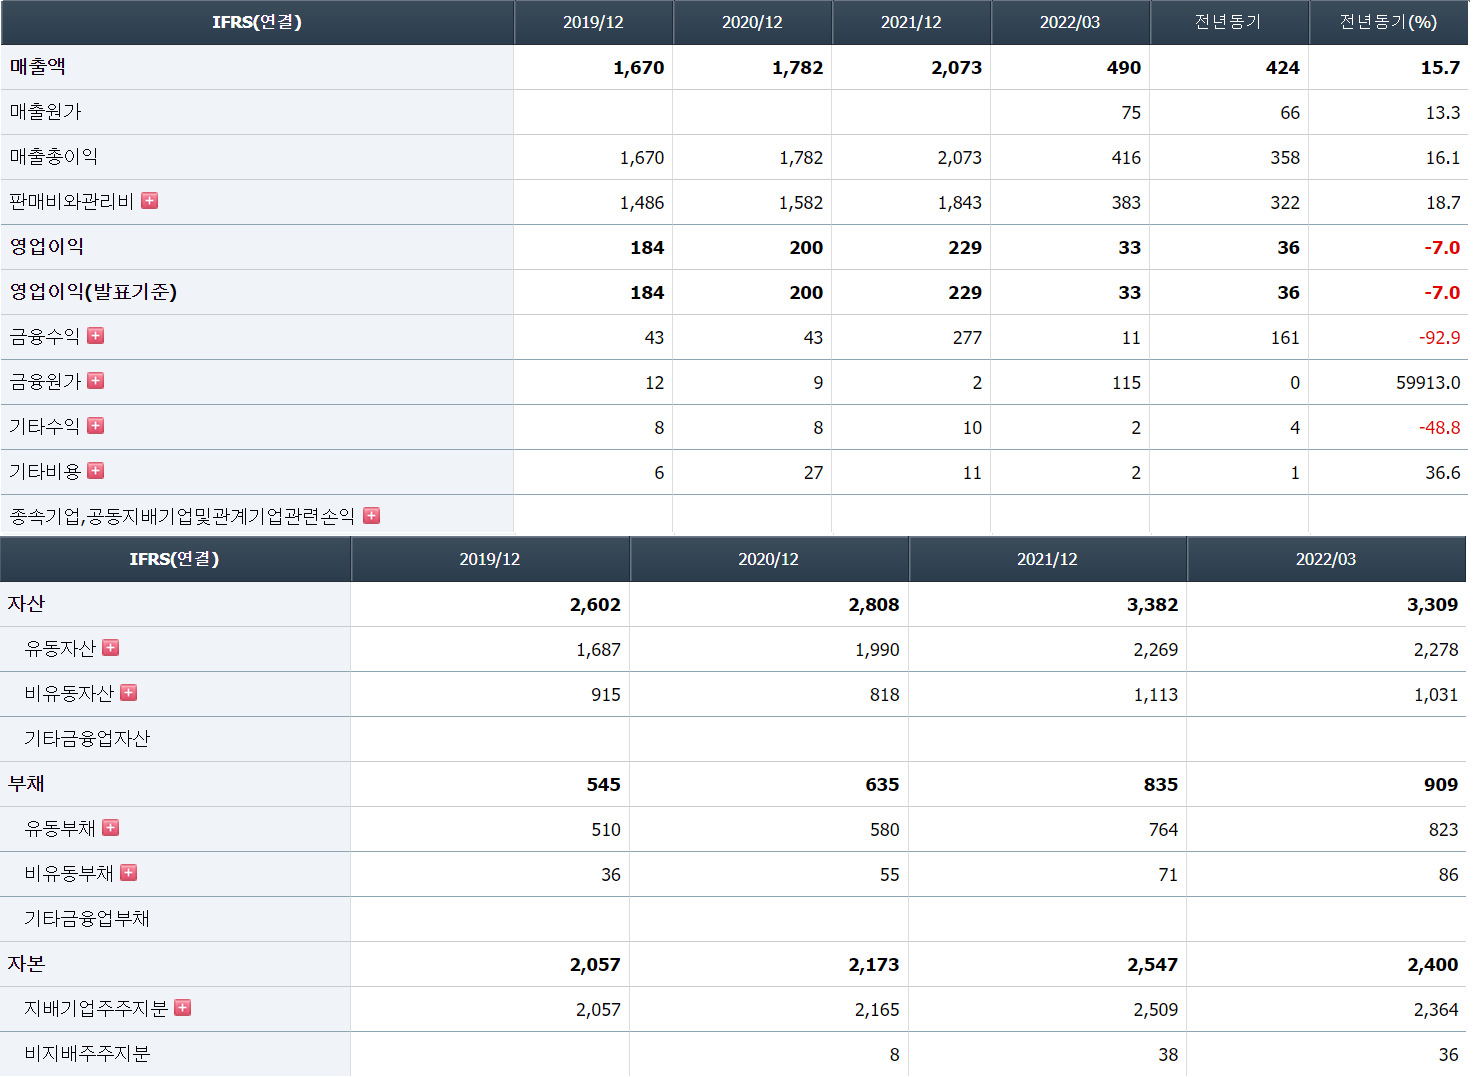 IFRS(연결) 2019/12 2020/12 2021/12 2022/03 전년동기 전년동기(%)
매출액 1,670 1,782 2,073 490 424 15.7
매출원가 75 66 13.3
매출총이익 1,670 1,782 2,073 416 358 16.1
판매비와관리비 1,486 1,582 1,843 383 322 18.7
영업이익 184 200 229 33 36 -7.0
영업이익(발표기준) 184 200 229 33 36 -7.0
금융수익 43 43 277 11 161 -92.9
금융원가 12 9 2 115 0 59913.0
기타수익 8 8 10 2 4 -48.8
기타비용 6 27 11 2 1 36.6
종속기업,공동지배기업및관계기업관련손익
IFRS(연결) 2019/12 2020/12 2021/12 2022/03
자산 2,602 2,808 3,382 3,309
유동자산 1,687 1,990 2,269 2,278
비유동자산 915 818 1,113 1,031
기타금융업자산
부채 545 635 835 909
유동부채 510 580 764 823
비유동부채 36 55 71 86
기타금융업부채
자본 2,057 2,173 2,547 2,400
지배기업주주지분 2,057 2,165 2,509 2,364
비지배주주지분 8 38 36